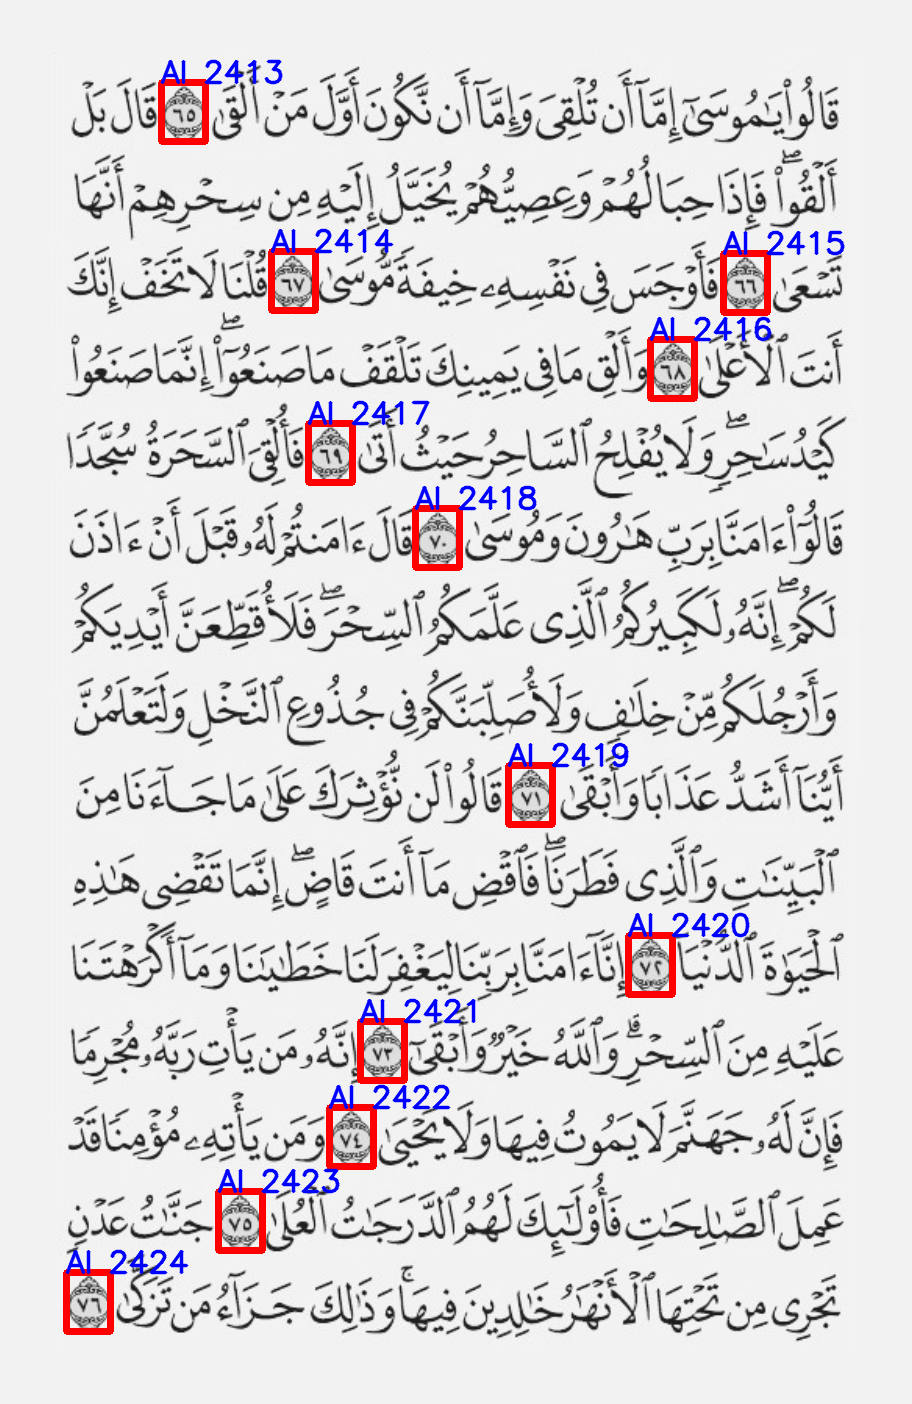 AI 2413
قَالُوا۟ يَـٰمُوسَىٰٓ إِمَّآ أَن تُلْقِىَ وَإِمَّآ أَن نَّكُونَ أَوَّلَ مَنْ أَلْقَىٰ ٦٥ قَالَ بَلْ
أَلْقُوا۟ۖ فَإِذَا حِبَالُهُمْ وَعِصِيُّهُمْ يُخَيَّلُ إِلَيْهِ مِن سِحْرِهِمْ أَنَّهَا
AI 2415 AI 2414
تَسْعَىٰ ٦٦ فَأَوْجَسَ فِى نَفْسِهِۦ خِيفَةً مُّوسَىٰ ٦٧ قُلْنَا لَا تَخَفْ إِنَّكَ
AI 2416
أَنتَ ٱلْأَعْلَىٰ ٦٨ وَأَلْقِ مَا فِى يَمِينِكَ تَلْقَفْ مَا صَنَعُوٓا۟ۖ إِنَّمَا صَنَعُوا۟
AI 2417
كَيْدُ سَـٰحِرٍۖ وَلَا يُفْلِحُ ٱلسَّاحِرُ حَيْثُ أَتَىٰ ٦٩ فَأُلْقِىَ ٱلسَّحَرَةُ سُجَّدًا
AI 2418
قَالُوٓا۟ ءَامَنَّا بِرَبِّ هَـٰرُونَ وَمُوسَىٰ ٧٠ قَالَ ءَامَنتُمْ لَهُۥ قَبْلَ أَنْ ءَاذَنَ
لَكُمْۖ إِنَّهُۥ لَكَبِيرُكُمُ ٱلَّذِى عَلَّمَكُمُ ٱلسِّحْرَۖ فَلَأُقَطِّعَنَّ أَيْدِيَكُمْ
وَأَرْجُلَكُم مِّنْ خِلَـٰفٍ وَلَأُصَلِّبَنَّكُمْ فِى جُذُوعِ ٱلنَّخْلِ وَلَتَعْلَمُنَّ
AI 2419
أَيُّنَآ أَشَدُّ عَذَابًا وَأَبْقَىٰ ٧١ قَالُوا۟ لَن نُّؤْثِرَكَ عَلَىٰ مَا جَآءَنَا مِنَ
ٱلْبَيِّنَـٰتِ وَٱلَّذِى فَطَرَنَاۖ فَٱقْضِ مَآ أَنتَ قَاضٍۖ إِنَّمَا تَقْضِى هَـٰذِهِ
AI 2420
ٱلْحَيَوٰةَ ٱلدُّنْيَا ٧٢ إِنَّآ ءَامَنَّا بِرَبِّنَا لِيَغْفِرَ لَنَا خَطَـٰيَـٰنَا وَمَآ أَكْرَهْتَنَا
AI 2421
عَلَيْهِ مِنَ ٱلسِّحْرِۗ وَٱللَّهُ خَيْرٌ وَأَبْقَىٰٓ ٧٣ إِنَّهُۥ مَن يَأْتِ رَبَّهُۥ مُجْرِمًا
AI 2422
فَإِنَّ لَهُۥ جَهَنَّمَ لَا يَمُوتُ فِيهَا وَلَا يَحْيَىٰ ٧٤ وَمَن يَأْتِهِۦ مُؤْمِنًا قَدْ
AI 2423
عَمِلَ ٱلصَّـٰلِحَـٰتِ فَأُو۟لَـٰٓئِكَ لَهُمُ ٱلدَّرَجَـٰتُ ٱلْعُلَىٰ ٧٥ جَنَّـٰتُ عَدْنٍ
AI 2424
تَجْرِى مِن تَحْتِهَا ٱلْأَنْهَـٰرُ خَـٰلِدِينَ فِيهَاۚ وَذَٰلِكَ جَزَآءُ مَن تَزَكَّىٰ ٧٦